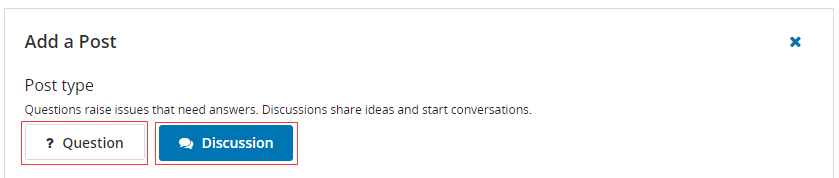 Add a Post
Post type
Questions raise issues that need answers. Discussions share ideas and start conversations.
? Question
Discussion